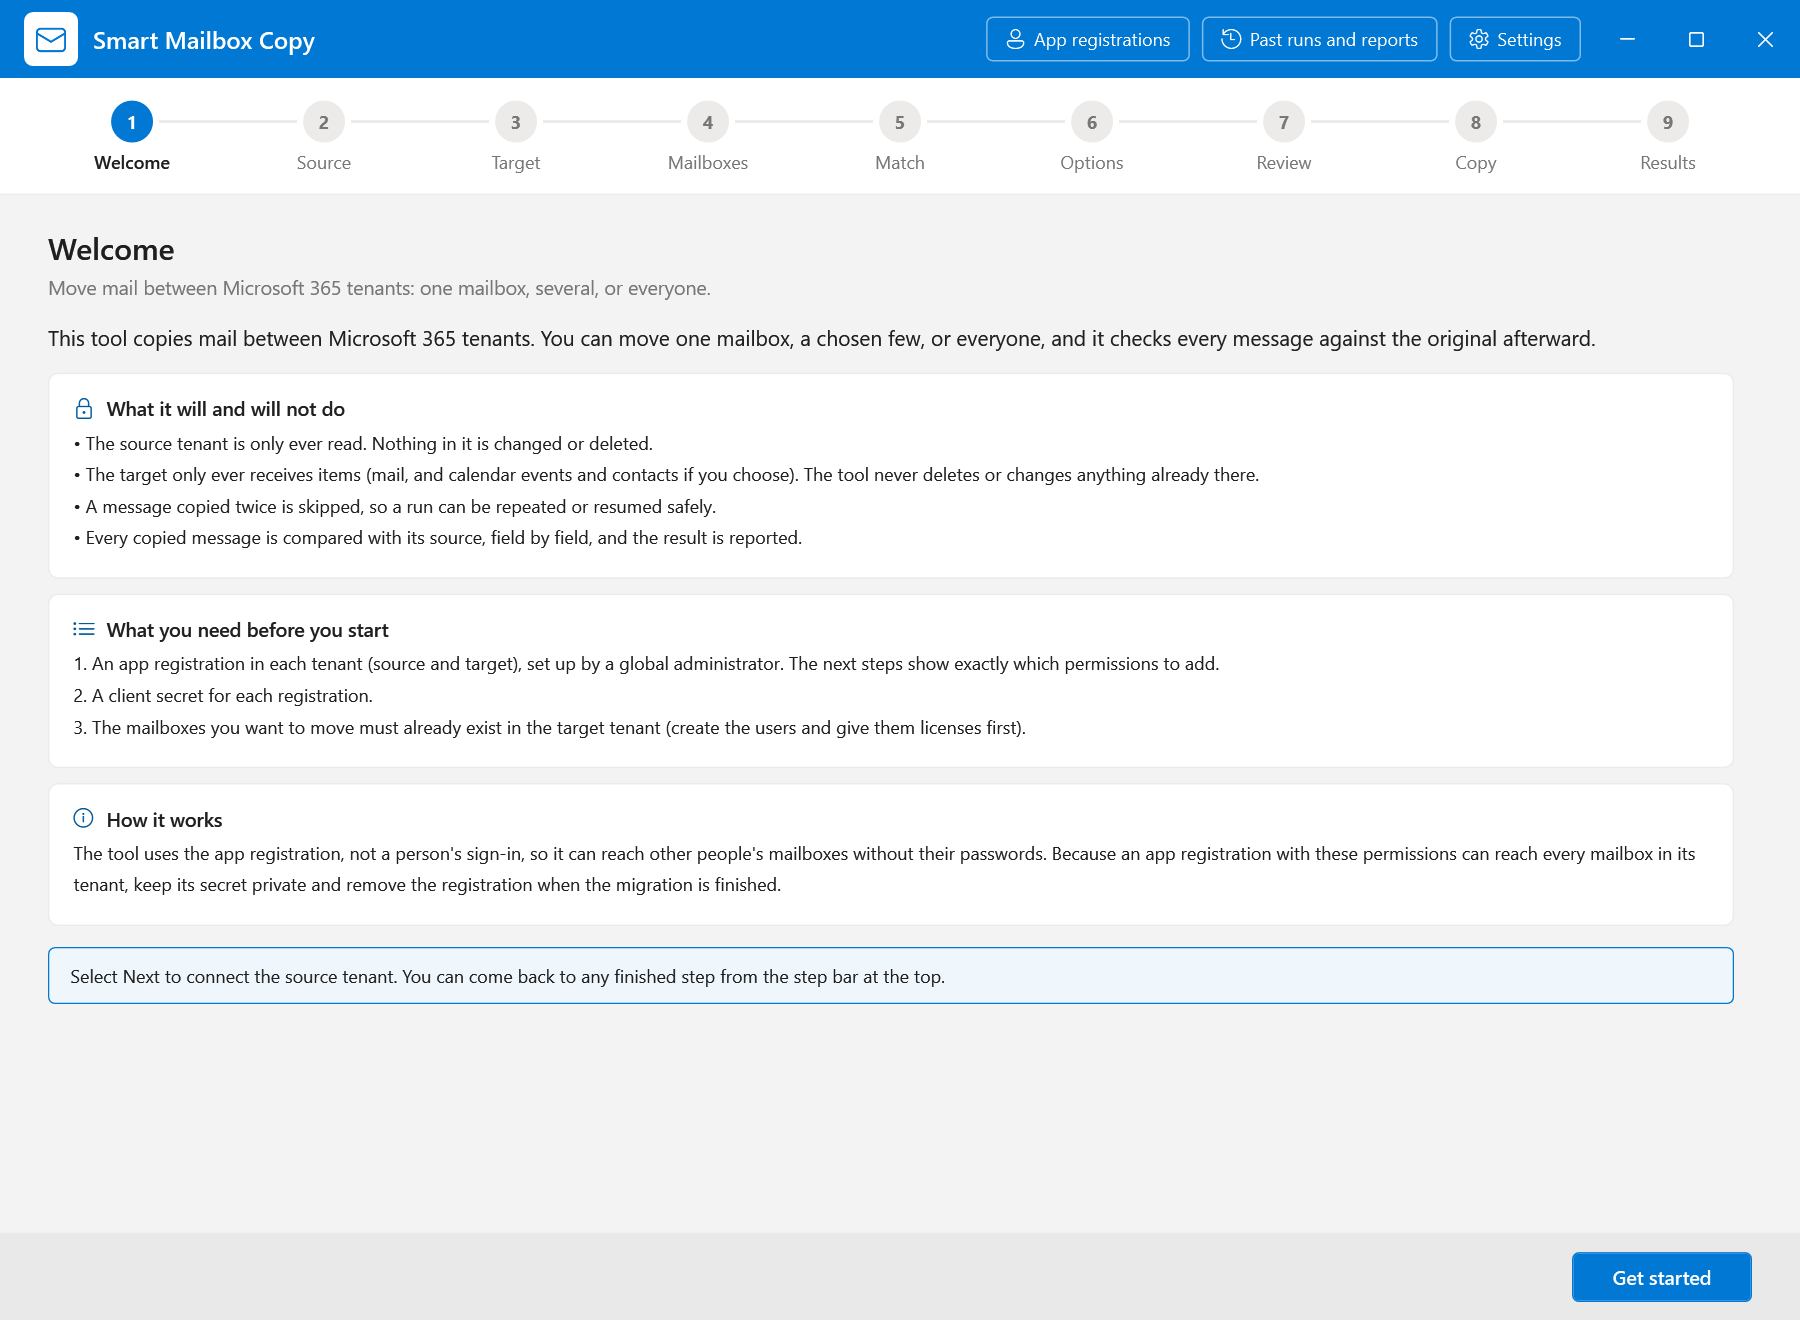 Smart Mailbox Copy
App registrations
Past runs and reports
Settings
1
2
3
4
5
6
7
8
9
Welcome
Source
Target
Mailboxes
Match
Options
Review
Copy
Results
Welcome
Move mail between Microsoft 365 tenants: one mailbox, several, or everyone.
This tool copies mail between Microsoft 365 tenants. You can move one mailbox, a chosen few, or everyone, and it checks every message against the original afterward.
What it will and will not do
• The source tenant is only ever read. Nothing in it is changed or deleted.
• The target only ever receives items (mail, and calendar events and contacts if you choose). The tool never deletes or changes anything already there.
• A message copied twice is skipped, so a run can be repeated or resumed safely.
• Every copied message is compared with its source, field by field, and the result is reported.
What you need before you start
1. An app registration in each tenant (source and target), set up by a global administrator. The next steps show exactly which permissions to add.
2. A client secret for each registration.
3. The mailboxes you want to move must already exist in the target tenant (create the users and give them licenses first).
How it works
The tool uses the app registration, not a person's sign-in, so it can reach other people's mailboxes without their passwords. Because an app registration with these permissions can reach every mailbox in its
tenant, keep its secret private and remove the registration when the migration is finished.
Select Next to connect the source tenant. You can come back to any finished step from the step bar at the top.
Get started